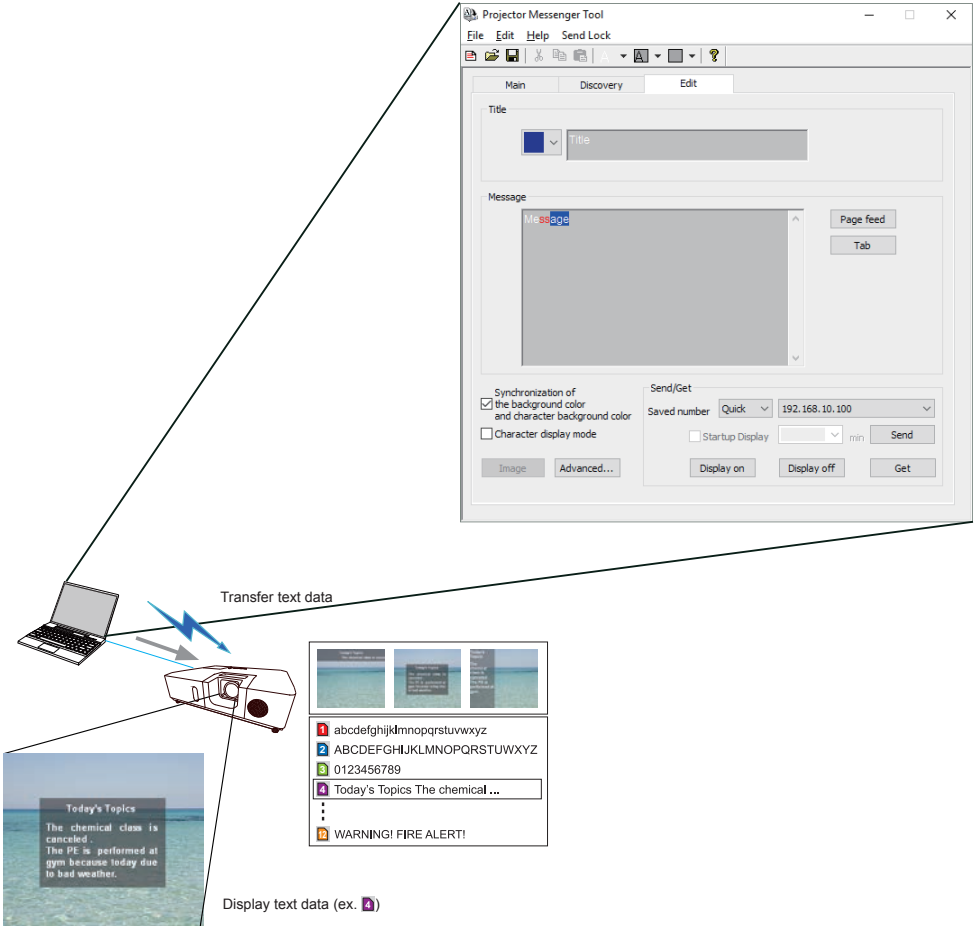 Projector Messenger Tool
File Edit Help Send Lock
Main Discovery Edit
Title
Title
Message
Message
Page feed
Tab
Synchronization of
the background color
and character background color
Character display mode
Image Advanced...
Send/Get
Saved number Quick 192.168.10.100
Startup Display min Send
Display on Display off Get
Transfer text data
1 abcdefghijklmnopqrstuvwxyz
2 ABCDEFGHIJKLMNOPQRSTUVWXYZ
3 0123456789
4 Today's Topics The chemical ...
12 WARNING! FIRE ALERT!
Today's Topics
The chemical class is
canceled .
The PE is performed at
gym because today due
to bad weather.
Display text data (ex. 4)